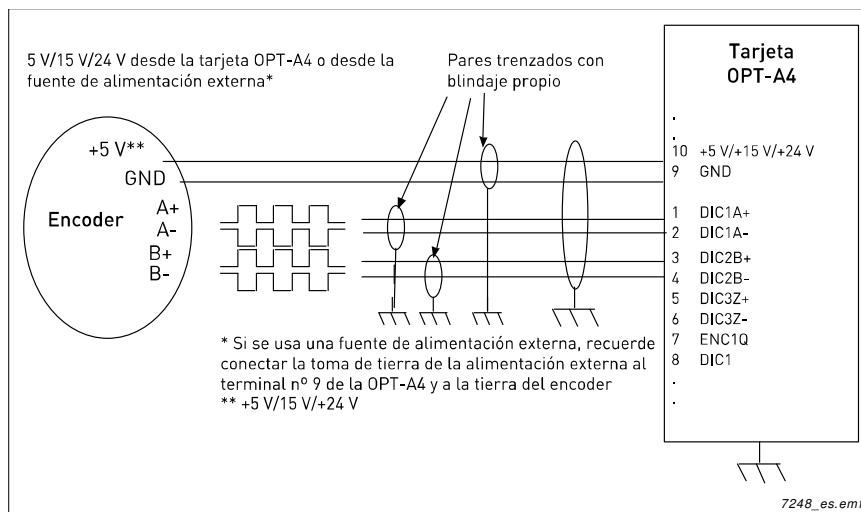 5 V/15 V/24 V desde la tarjeta OPT-A4 o desde la
fuente de alimentación externa*
Pares trenzados con
blindaje propio
Tarjeta
OPT-A4
.
.
+5 V**
GND
Encoder
A+
A-
B+
B-
10 +5 V/+15 V/+24 V
9 GND
1 DIC1A+
2 DIC1A-
3 DIC2B+
4 DIC2B-
5 DIC3Z+
6 DIC3Z-
7 ENC1Q
8 DIC1
.
.
* Si se usa una fuente de alimentación externa, recuerde
conectar la toma de tierra de la alimentación externa al
terminal nº 9 de la OPT-A4 y a la tierra del encoder
** +5 V/15 V/+24 V
7248_es.emf